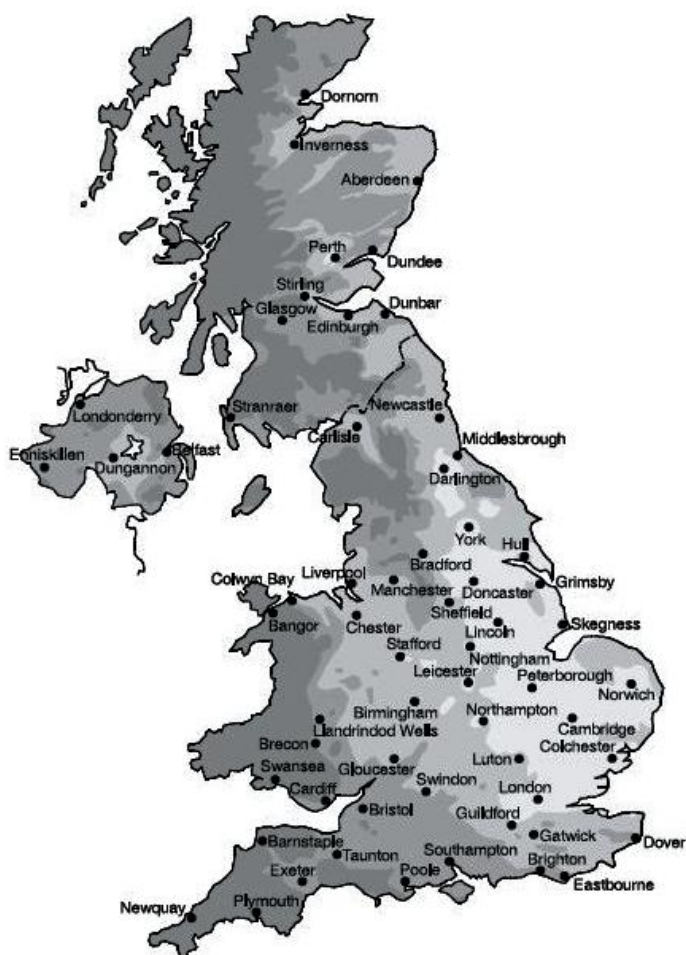 Dornorn
Inverness
Aberdeen
Perth
Dundee
Stirling
Dunbar
Glasgow
Edinburgh
Londonderry
Stranraer
Newcastle
Carlisle
Middlesbrough
Enniskillen
Dungannon
Belfast
Darlington
York
Hull
Bradford
Colwyn Bay
Liverpool
Manchester
Doncaster
Grimsby
Sheffield
Bangor
Chester
Lincoln
Skegness
Stafford
Nottingham
Leicester
Peterborough
Norwich
Birmingham
Northampton
Llandrindod Wells
Cambridge
Brecon
Colchester
Gloucester
Luton
Swansea
Swindon
London
Cardiff
Bristol
Guildford
Gatwick
Dover
Barnstaple
Taunton
Southampton
Brighton
Exeter
Poole
Eastbourne
Newquay
Plymouth